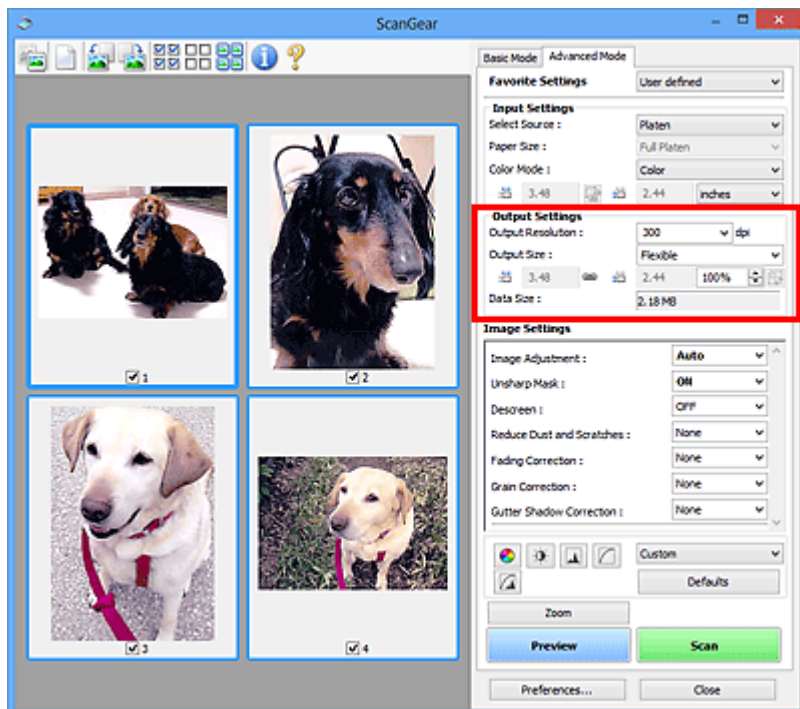 ScanGear
Basic Mode Advanced Mode
Favorite Settings User defined
Input Settings
Select Source : Platen
Paper Size : Full Platen
Color Mode : Color
3.48 2.44 inches
Output Settings
Output Resolution : 300 dpi
Output Size : Flexible
3.48 2.44 100%
Data Size : 2.18 MB
Image Settings
Image Adjustment : Auto
Unsharp Mask : ON
Descreen : OFF
Reduce Dust and Scratches : None
Fading Correction : None
Grain Correction : None
Gutter Shadow Correction : None
Custom
Defaults
Zoom
Preview Scan
Preferences... Close
1
2
3
4